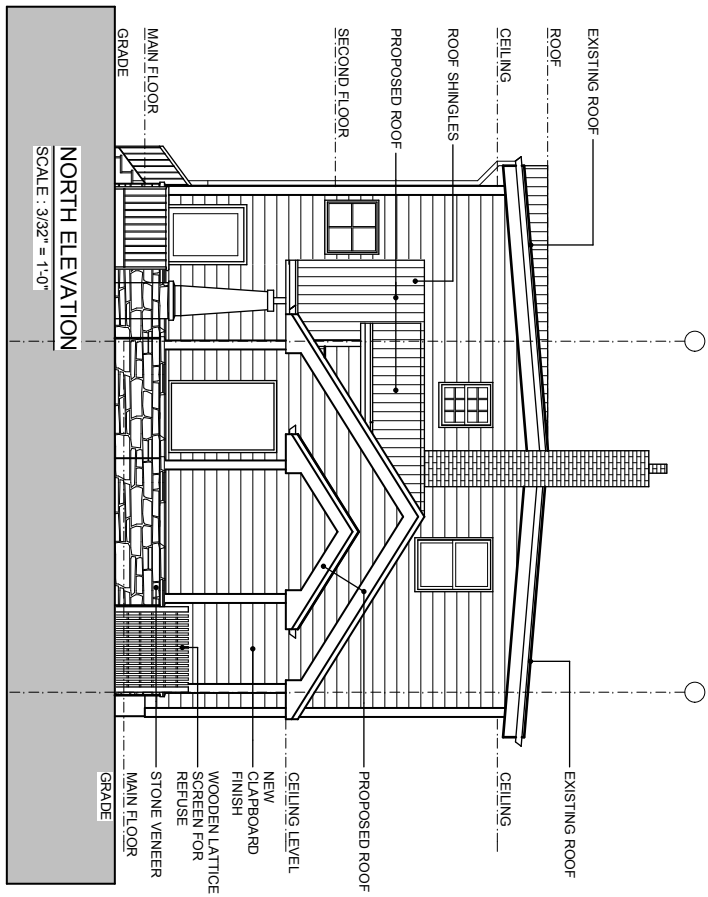 EXISTING ROOF
ROOF
CEILING
ROOF SHINGLES
PROPOSED ROOF
SECOND FLOOR
MAIN FLOOR
GRADE
EXISTING ROOF
CEILING
PROPOSED ROOF
CEILING LEVEL
NEW
CLAPBOARD
FINISH
WOODEN LATTICE
SCREEN FOR
REFUSE
STONE VENEER
MAIN FLOOR
GRADE
NORTH ELEVATION
SCALE : 3/32" = 1'-0"